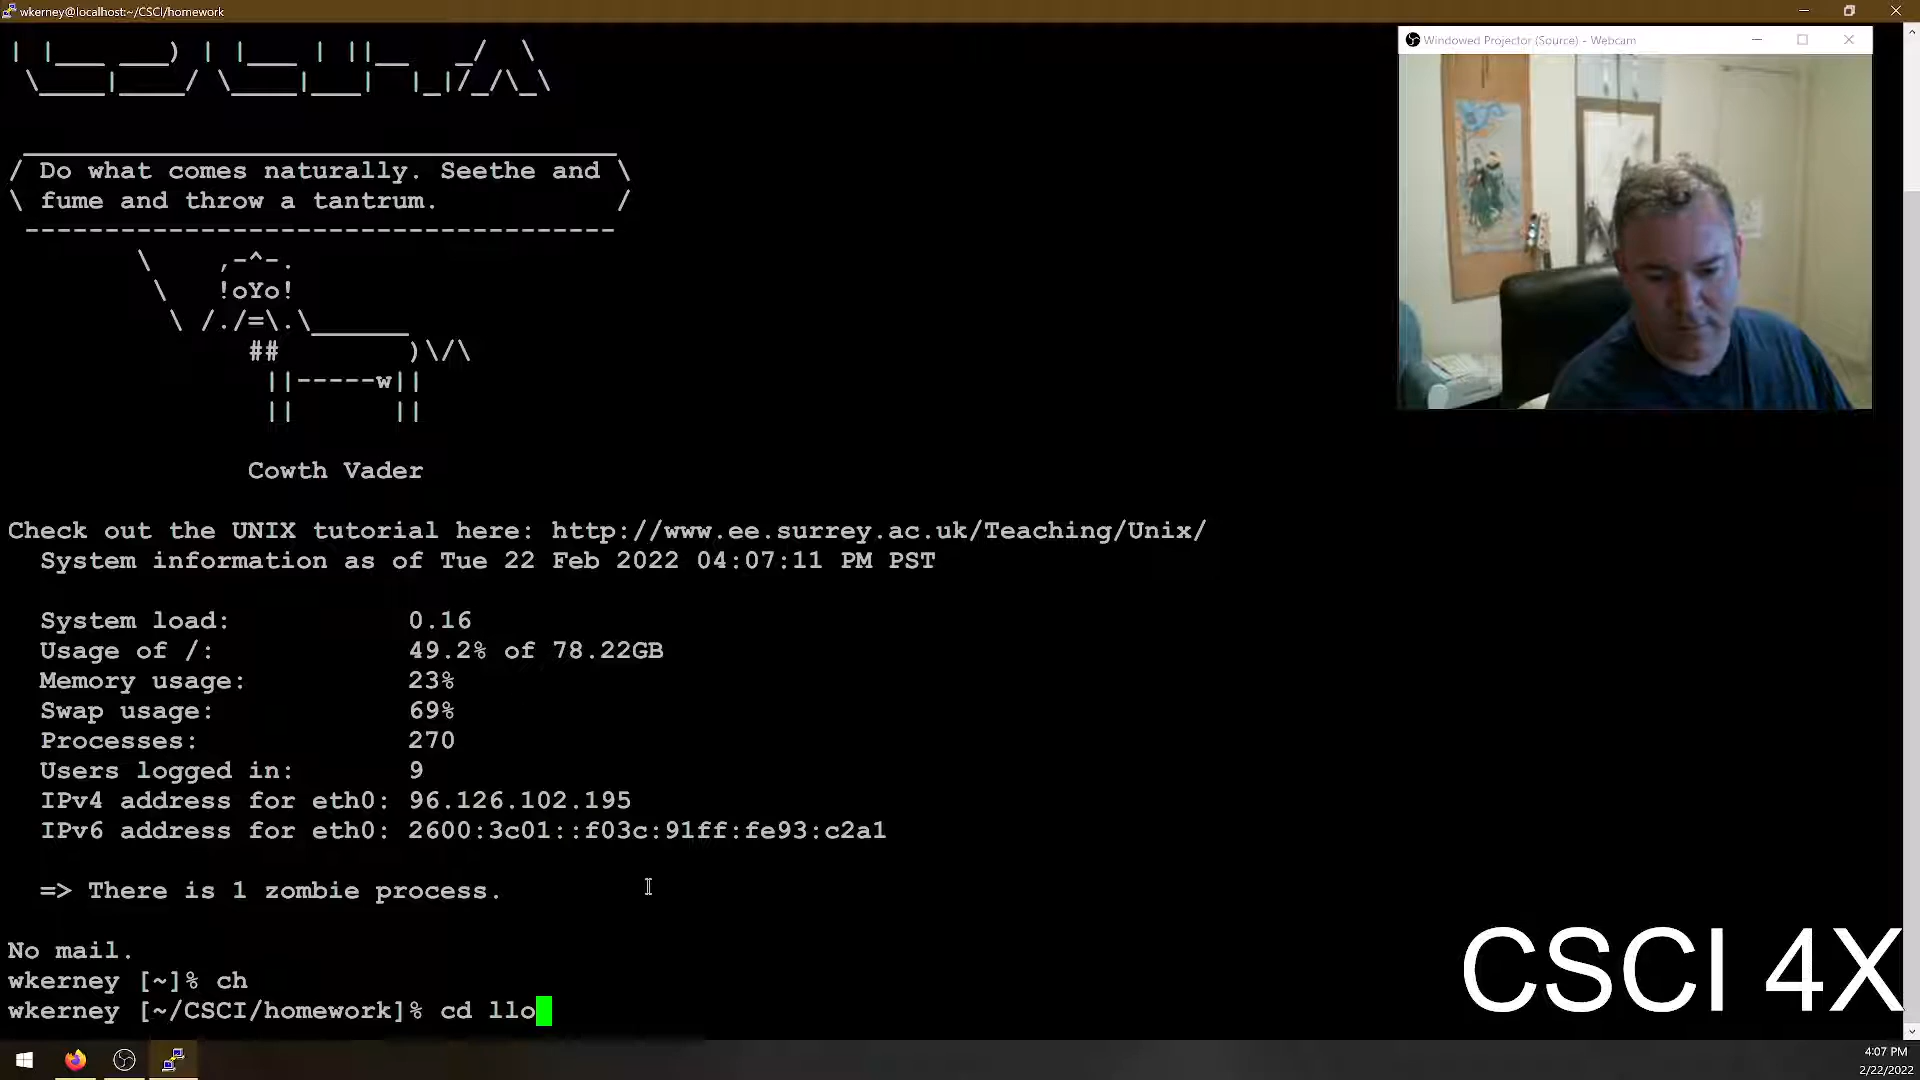 wkerney@localhost:~/CSCI/homework
Windowed Projector (Source) - Webcam
Do what comes naturally. Seethe and
fume and throw a tantrum.
,-^-.
!oYo!
/./=\.\______
## )\/\
||-----w||
|| ||
Cowth Vader
Check out the UNIX tutorial here: http://www.ee.surrey.ac.uk/Teaching/Unix/
System information as of Tue 22 Feb 2022 04:07:11 PM PST
System load: 0.16
Usage of /: 49.2% of 78.22GB
Memory usage: 23%
Swap usage: 69%
Processes: 270
Users logged in: 9
IPv4 address for eth0: 96.126.102.195
IPv6 address for eth0: 2600:3c01::f03c:91ff:fe93:c2a1
=> There is 1 zombie process.
No mail.
wkerney [~]% ch
wkerney [~/CSCI/homework]% cd llo
CSCI 4X
4:07 PM
2/22/2022